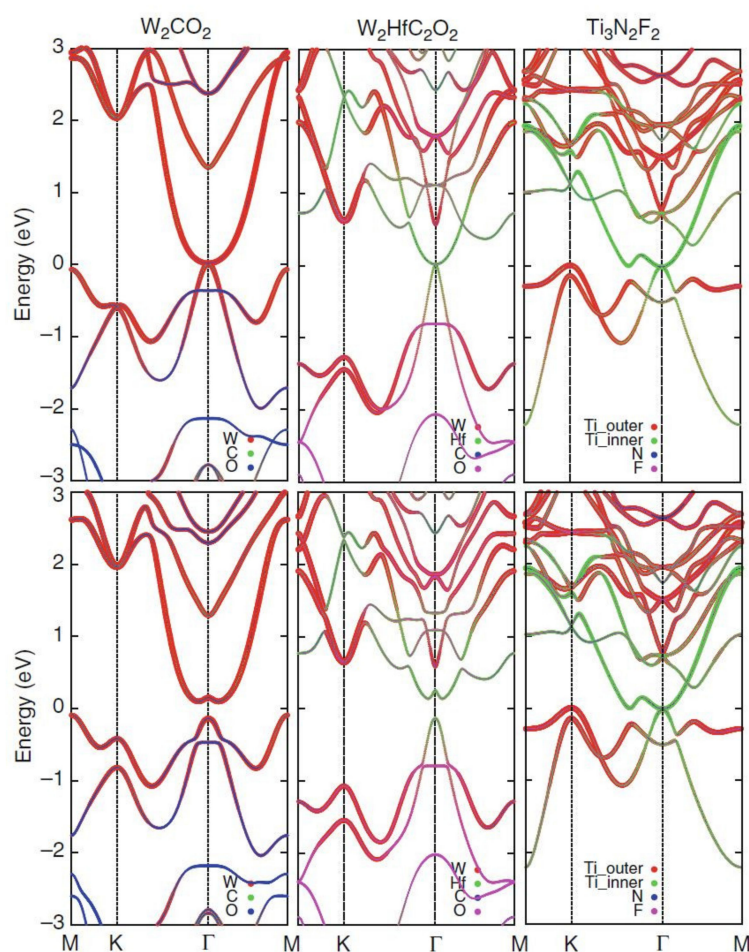 W₂CO₂
W₂HfC₂O₂
Ti₃N₂F₂
Energy (eV)
3
2
1
0
−1
−2
−3
W
C
O
W
Hf
C
O
Ti_outer
Ti_inner
N
F
Energy (eV)
3
2
1
0
−1
−2
−3
W
C
O
W
Hf
C
O
Ti_outer
Ti_inner
N
F
M K Γ M K Γ M K Γ M